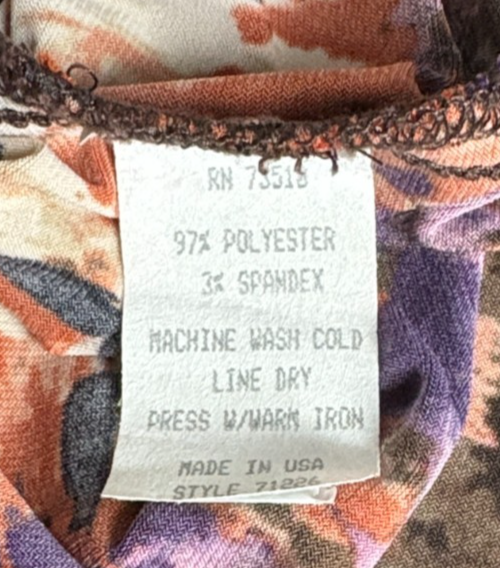 RN 73518
97% POLYESTER
3% SPANDEX
MACHINE WASH COLD
LINE DRY
PRESS W/WARM IRON
MADE IN USA
STYLE 71226